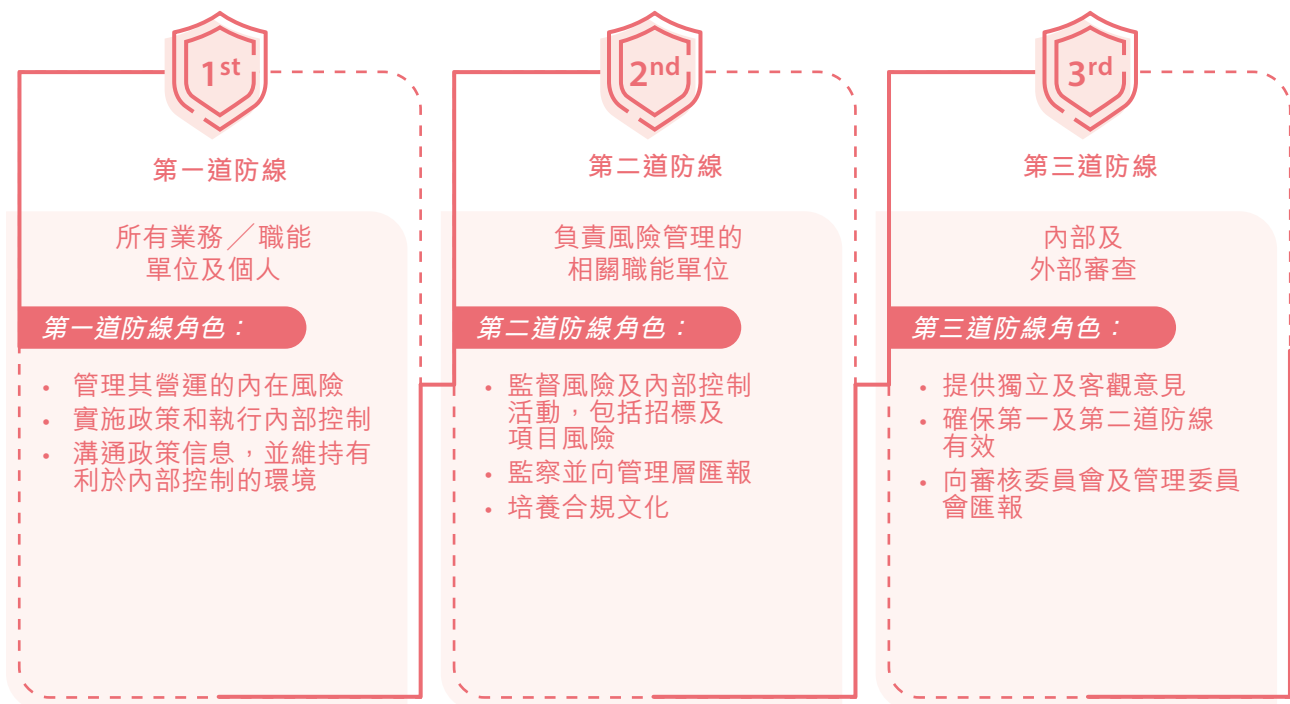 1st
第一道防線
所有業務／職能
單位及個人
第一道防線角色：
• 管理其營運的內在風險
• 實施政策和執行內部控制
• 溝通政策信息，並維持有
利於內部控制的環境
2nd
第二道防線
負責風險管理的
相關職能單位
第二道防線角色：
• 監督風險及內部控制
活動，包括招標及
項目風險
• 監察並向管理層匯報
• 培養合規文化
3rd
第三道防線
內部及
外部審查
第三道防線角色：
• 提供獨立及客觀意見
• 確保第一及第二道防線
有效
• 向審核委員會及管理委員
會匯報